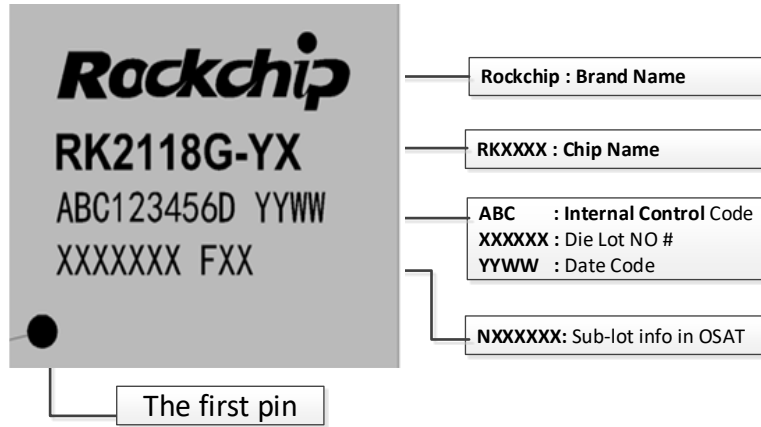 Rockchip
RK2118G-YX
ABC123456D YYWW
XXXXXXX FXX
Rockchip : Brand Name
RKXXXX : Chip Name
ABC : Internal Control Code
XXXXXX : Die Lot NO #
YYWW : Date Code
NXXXXXX: Sub-lot info in OSAT
The first pin